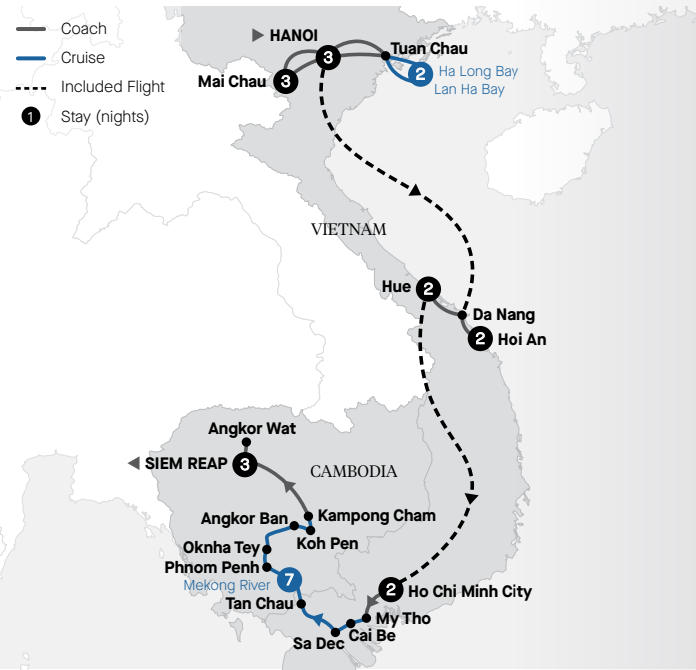 Coach
Cruise
Included Flight
1 Stay (nights)
HANOI
3
Tuan Chau
Mai Chau
3
2
Ha Long Bay
Lan Ha Bay
VIETNAM
Hue
2
Da Nang
2
Hoi An
Angkor Wat
SIEM REAP
3
CAMBODIA
Angkor Ban
Kampong Cham
Koh Pen
Oknha Tey
Phnom Penh
7
Mekong River
2
Ho Chi Minh City
Tan Chau
My Tho
Cai Be
Sa Dec